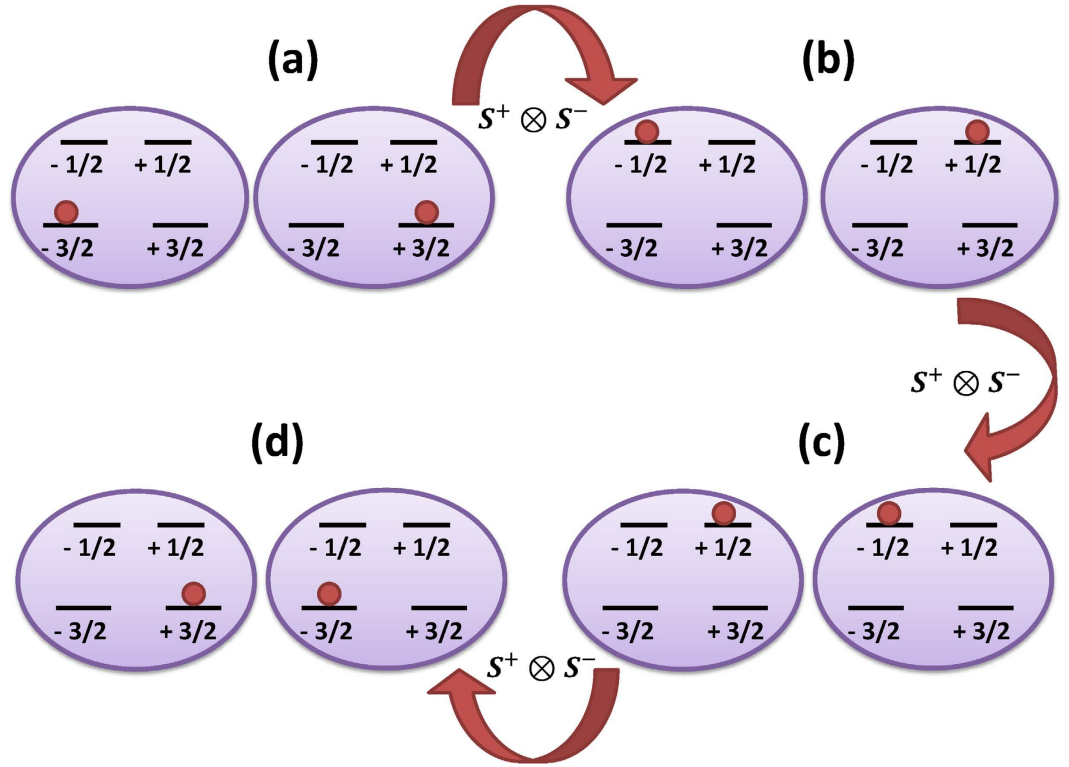 (a)
(b)
S⁺ ⊗ S⁻
- 1/2 + 1/2 - 1/2 + 1/2 - 1/2 + 1/2 - 1/2 + 1/2
- 3/2 + 3/2 - 3/2 + 3/2 - 3/2 + 3/2 - 3/2 + 3/2
S⁺ ⊗ S⁻
(d)
(c)
- 1/2 + 1/2 - 1/2 + 1/2 - 1/2 + 1/2 - 1/2 + 1/2
- 3/2 + 3/2 - 3/2 + 3/2 - 3/2 + 3/2 - 3/2 + 3/2
S⁺ ⊗ S⁻